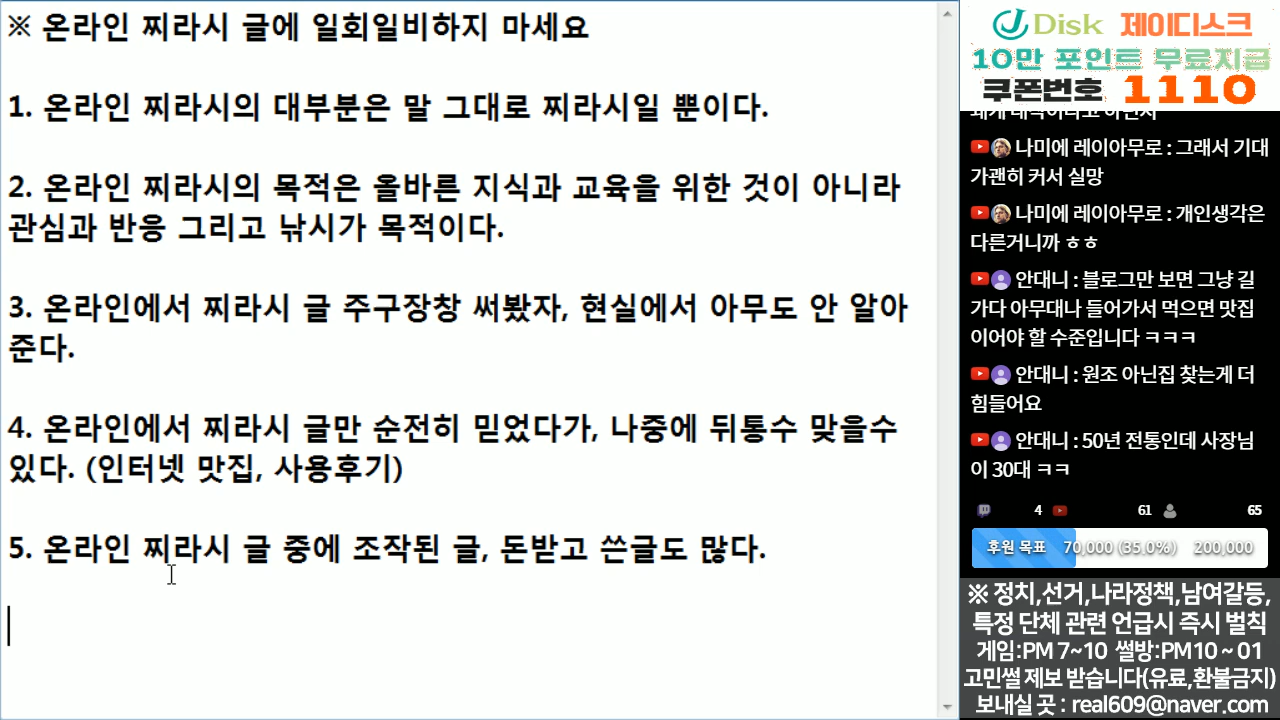 ※ 온라인 찌라시 글에 일회일비하지 마세요
1. 온라인 찌라시의 대부분은 말 그대로 찌라시일 뿐이다.
2. 온라인 찌라시의 목적은 올바른 지식과 교육을 위한 것이 아니라
관심과 반응 그리고 낚시가 목적이다.
3. 온라인에서 찌라시 글 주구장창 써봤자, 현실에서 아무도 안 알아
준다.
4. 온라인에서 찌라시 글만 순전히 믿었다가, 나중에 뒤통수 맞을수
있다. (인터넷 맛집, 사용후기)
5. 온라인 찌라시 글 중에 조작된 글, 돈받고 쓴글도 많다.
JDisk 제이디스크
10만 포인트 무료지급
쿠폰번호 1110
나미에 레이아무로 : 그래서 기대
가괜히 커서 실망
나미에 레이아무로 : 개인생각은
다른거니까 ㅎㅎ
안대니 : 블로그만 보면 그냥 길
가다 아무대나 들어가서 먹으면 맛집
이어야 할 수준입니다 ㅋㅋㅋ
안대니 : 원조 아닌집 찾는게 더
힘들어요
안대니 : 50년 전통인데 사장님
이 30대 ㅋㅋ
4 61 65
후원 목표 70,000 (35.0%) 200,000
※ 정치,선거,나라정책,남여갈등,
특정 단체 관련 언급시 즉시 벌칙
게임:PM 7~10 썰방:PM10 ~ 01
고민썰 제보 받습니다(유료,환불금지)
보내실 곳 : real609@naver.com